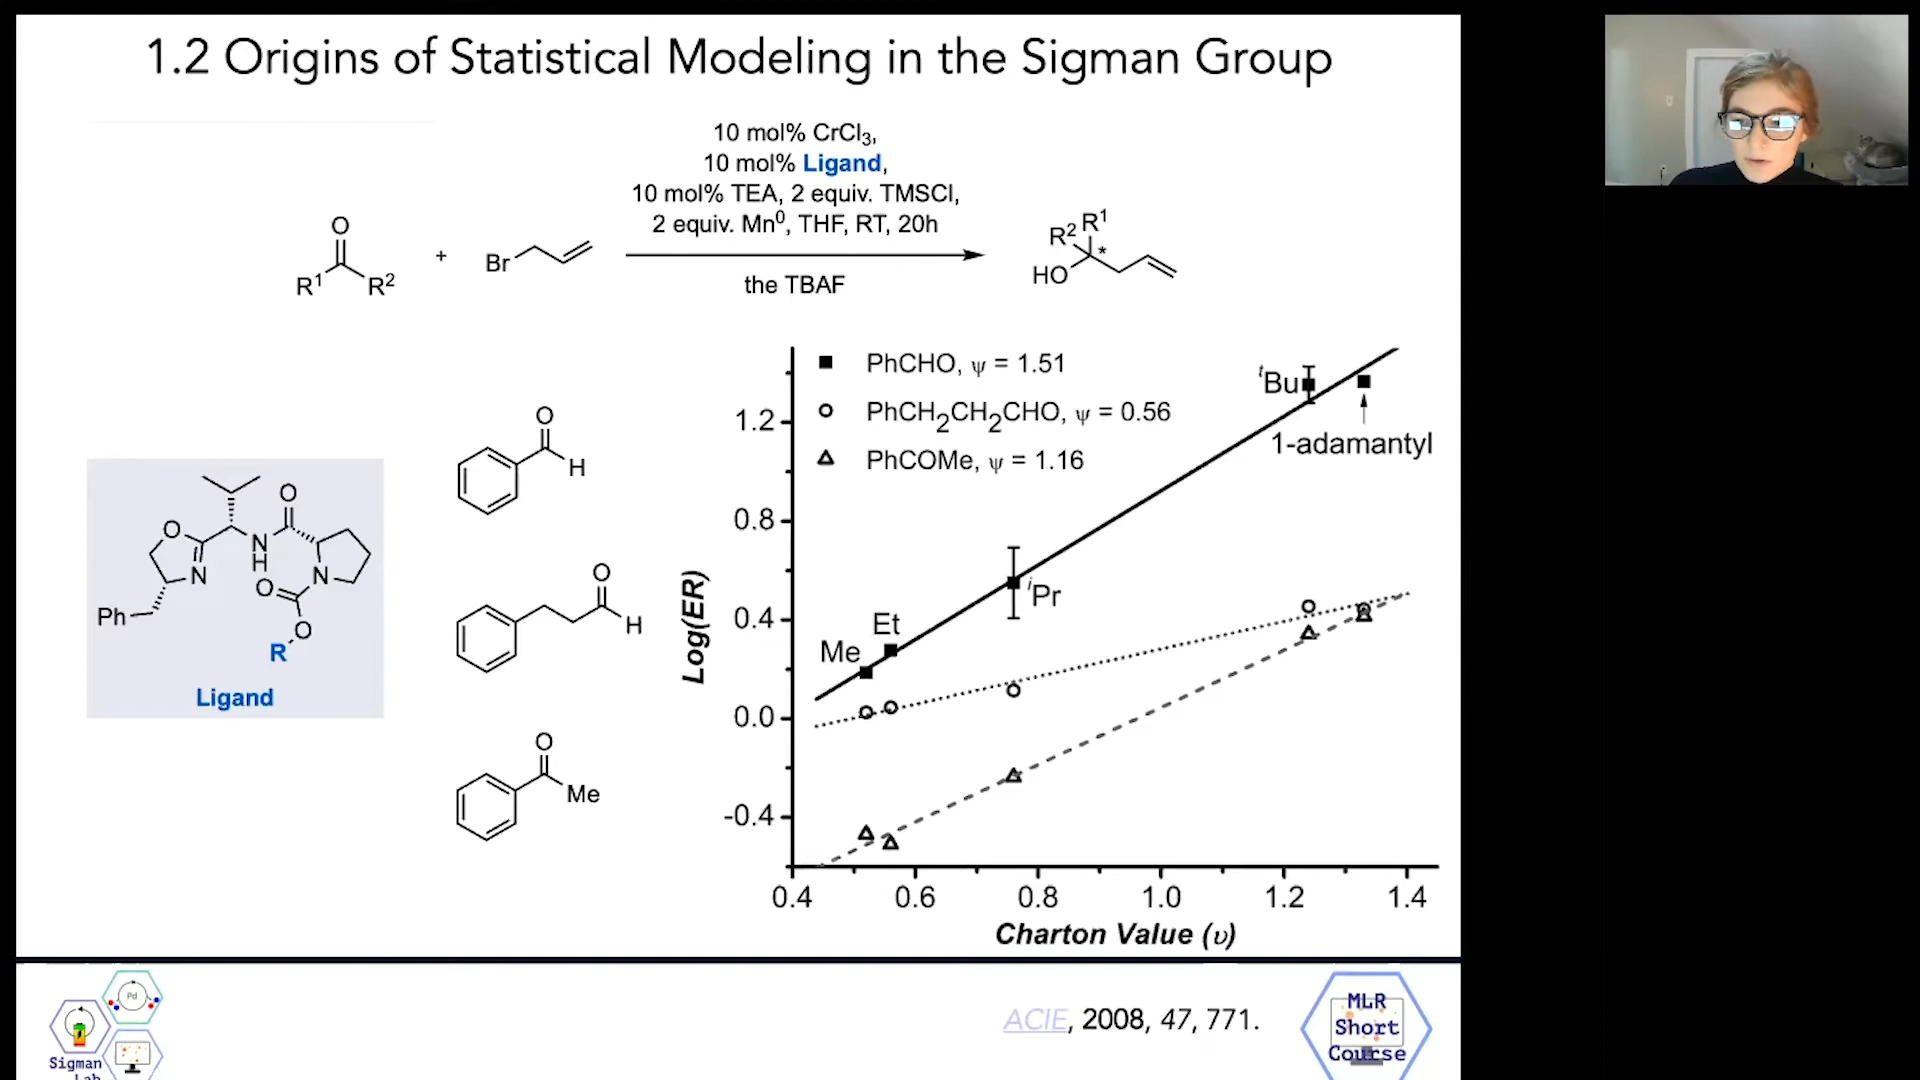 1.2 Origins of Statistical Modeling in the Sigman Group
10 mol% CrCl3,
10 mol% Ligand,
10 mol% TEA, 2 equiv. TMSCl,
2 equiv. Mn0, THF, RT, 20h
the TBAF
O
R1
R2
+
Br
R2 R1
*
HO
O
H
O
H
O
Me
O
O
N
N
H
N
O
O
Ph
R
Ligand
PhCHO, ψ = 1.51
PhCH2CH2CHO, ψ = 0.56
PhCOMe, ψ = 1.16
tBu
1-adamantyl
iPr
Et
Me
Log(ER)
1.2
0.8
0.4
0.0
-0.4
0.4 0.6 0.8 1.0 1.2 1.4
Charton Value (υ)
Pd
Sigman
Lab
ACIE, 2008, 47, 771.
MLR
Short
Course